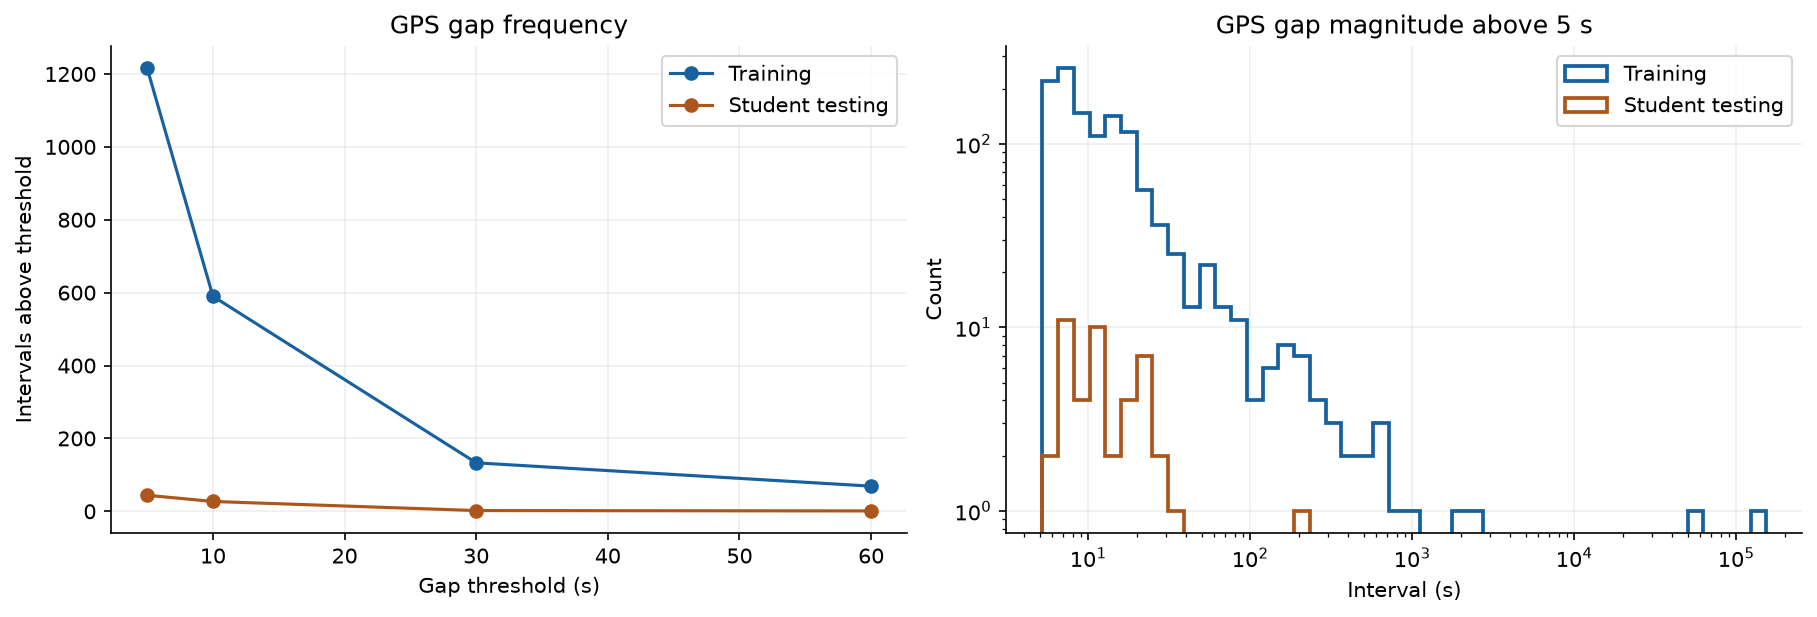 GPS gap frequency
Intervals above threshold
1200
1000
800
600
400
200
0
10
20
30
40
50
60
Gap threshold (s)
Training
Student testing
GPS gap magnitude above 5 s
Count
10²
10¹
10⁰
10¹
10²
10³
10⁴
10⁵
Interval (s)
Training
Student testing